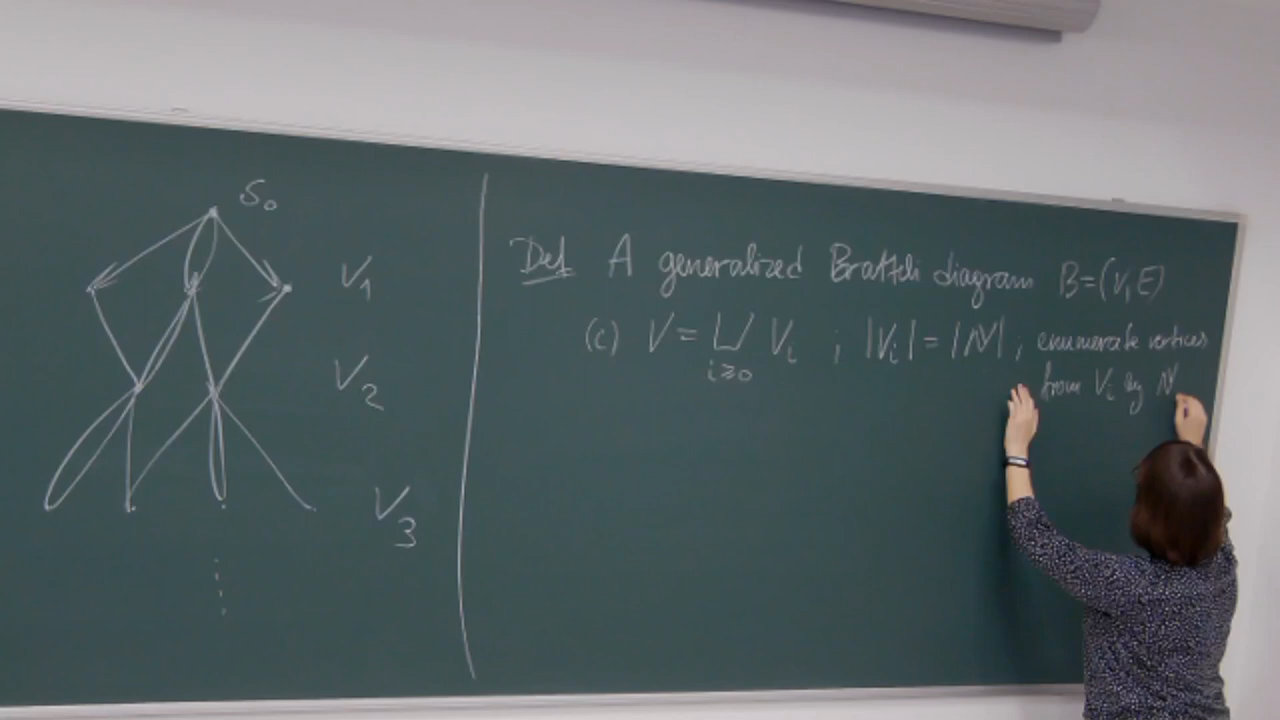 S₀
V₁
V₂
V₃
Def A generalized Bratteli diagram B=(V,E)
(c) V = ⊔ Vᵢ ; |Vᵢ| = |ℕ|, enumerate vertices
i≥0
from Vᵢ by ℕ